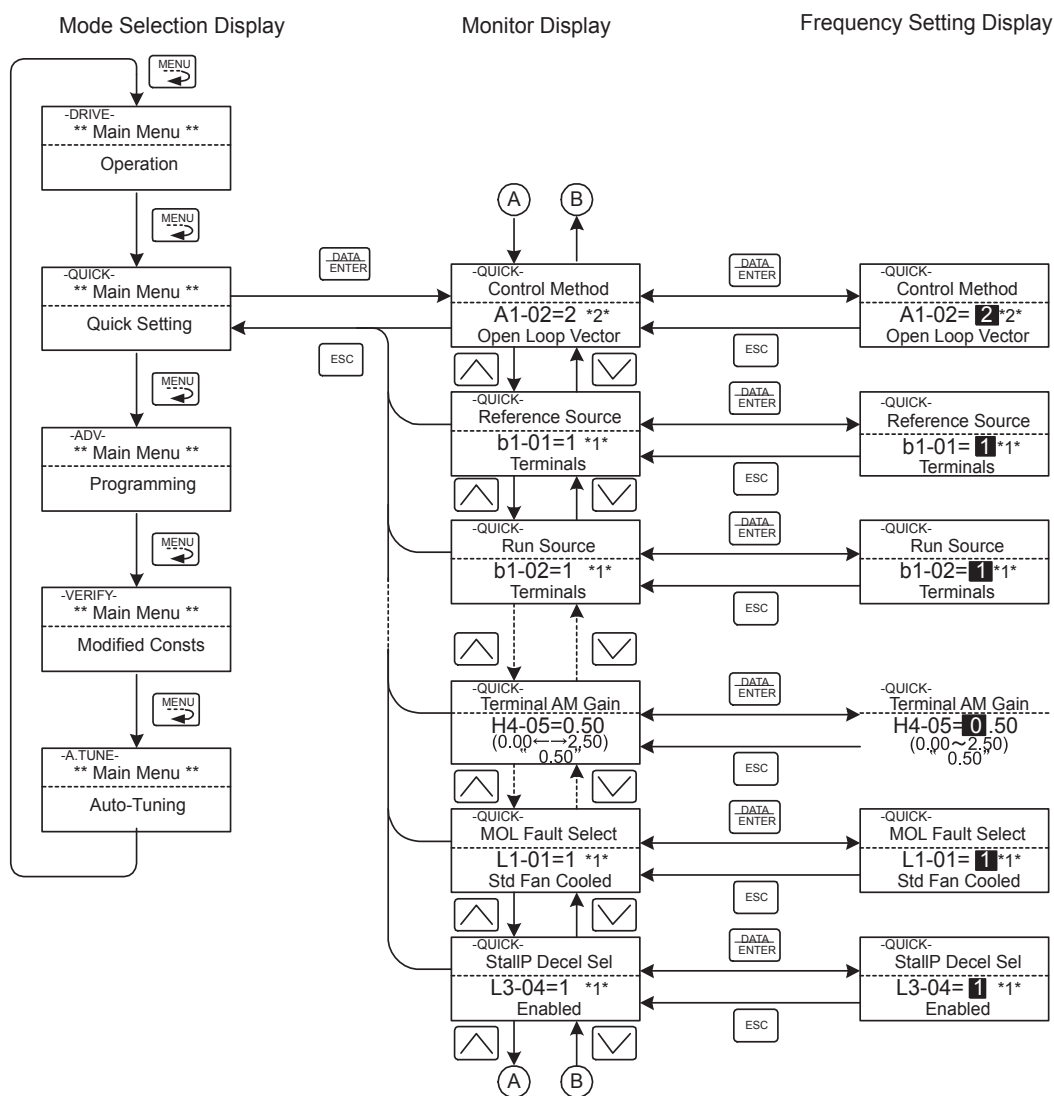 Mode Selection Display
Monitor Display
Frequency Setting Display
MENU
-DRIVE-
** Main Menu **
Operation
MENU
A
B
-QUICK-
** Main Menu **
Quick Setting
DATA
ENTER
-QUICK-
Control Method
A1-02=2 *2*
Open Loop Vector
DATA
ENTER
-QUICK-
Control Method
A1-02= 2 *2*
Open Loop Vector
ESC
ESC
MENU
-QUICK-
Reference Source
b1-01=1 *1*
Terminals
DATA
ENTER
-QUICK-
Reference Source
b1-01= 1 *1*
Terminals
ESC
-ADV-
** Main Menu **
Programming
-QUICK-
Run Source
b1-02=1 *1*
Terminals
DATA
ENTER
-QUICK-
Run Source
b1-02= 1 *1*
Terminals
ESC
MENU
-VERIFY-
** Main Menu **
Modified Consts
-QUICK-
Terminal AM Gain
H4-05=0.50
(0.00←→2.50)
“ 0.50”
DATA
ENTER
-QUICK-
Terminal AM Gain
H4-05= 0 .50
(0.00～2.50)
“ 0.50”
ESC
MENU
-A.TUNE-
** Main Menu **
Auto-Tuning
-QUICK-
MOL Fault Select
L1-01=1 *1*
Std Fan Cooled
DATA
ENTER
-QUICK-
MOL Fault Select
L1-01= 1 *1*
Std Fan Cooled
ESC
-QUICK-
StallP Decel Sel
L3-04=1 *1*
Enabled
DATA
ENTER
-QUICK-
StallP Decel Sel
L3-04= 1 *1*
Enabled
ESC
A
B